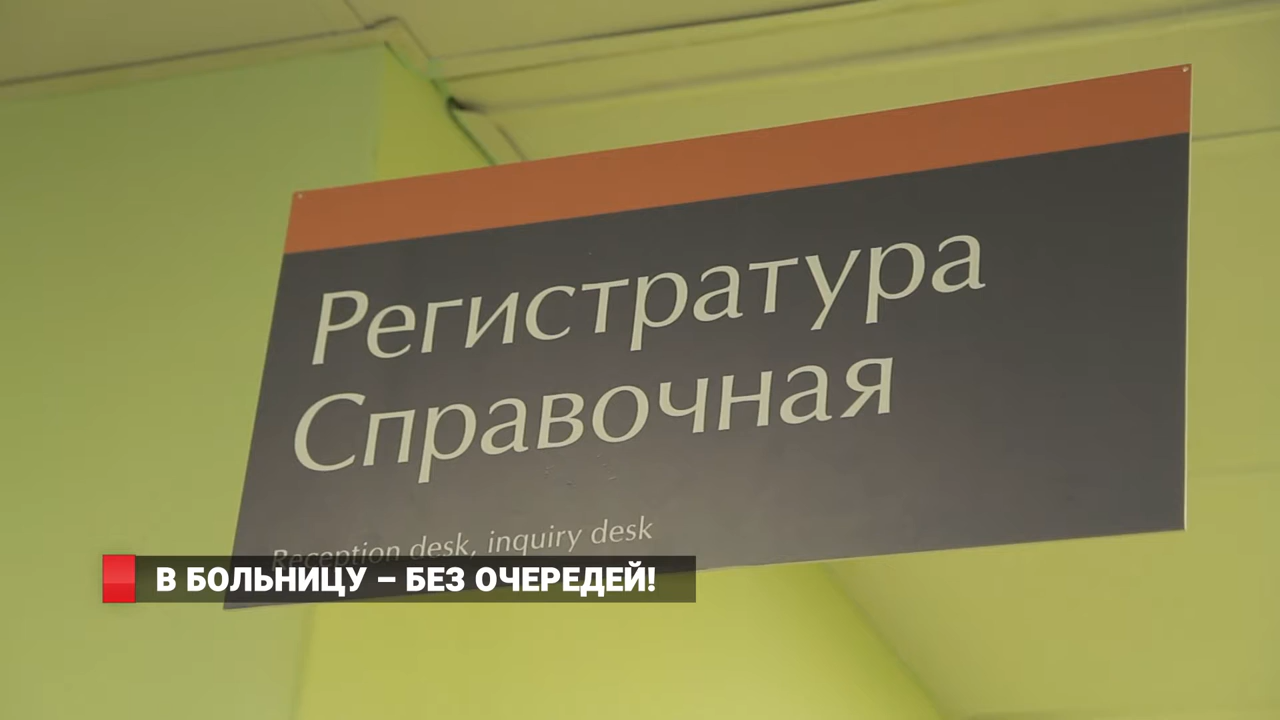 Регистратура
Справочная
Reception desk, inquiry desk
В БОЛЬНИЦУ – БЕЗ ОЧЕРЕДЕЙ!